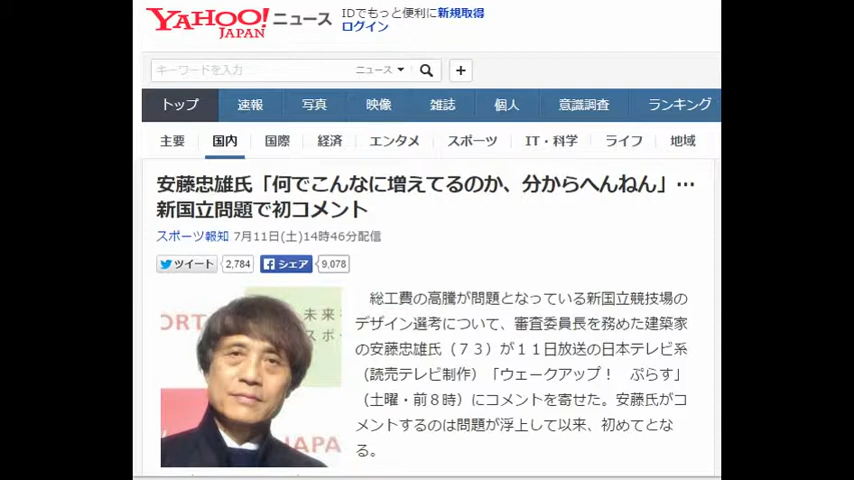 YAHOO! ニュース
JAPAN
IDでもっと便利に新規取得
ログイン
キーワードを入力 ニュース
トップ 速報 写真 映像 雑誌 個人 意識調査 ランキング
主要 国内 国際 経済 エンタメ スポーツ IT・科学 ライフ 地域
安藤忠雄氏「何でこんなに増えてるのか、分からへんねん」…
新国立問題で初コメント
スポーツ報知 7月11日(土)14時46分配信
ツイート 2,784 シェア 9,078
総工費の高騰が問題となっている新国立競技場の
デザイン選考について、審査委員長を務めた建築家
の安藤忠雄氏（７３）が１１日放送の日本テレビ系
（読売テレビ制作）「ウェークアップ！　ぷらす」
（土曜・前８時）にコメントを寄せた。安藤氏がコ
メントするのは問題が浮上して以来、初めてとな
る。
ORT
未来
スポ
JAPA